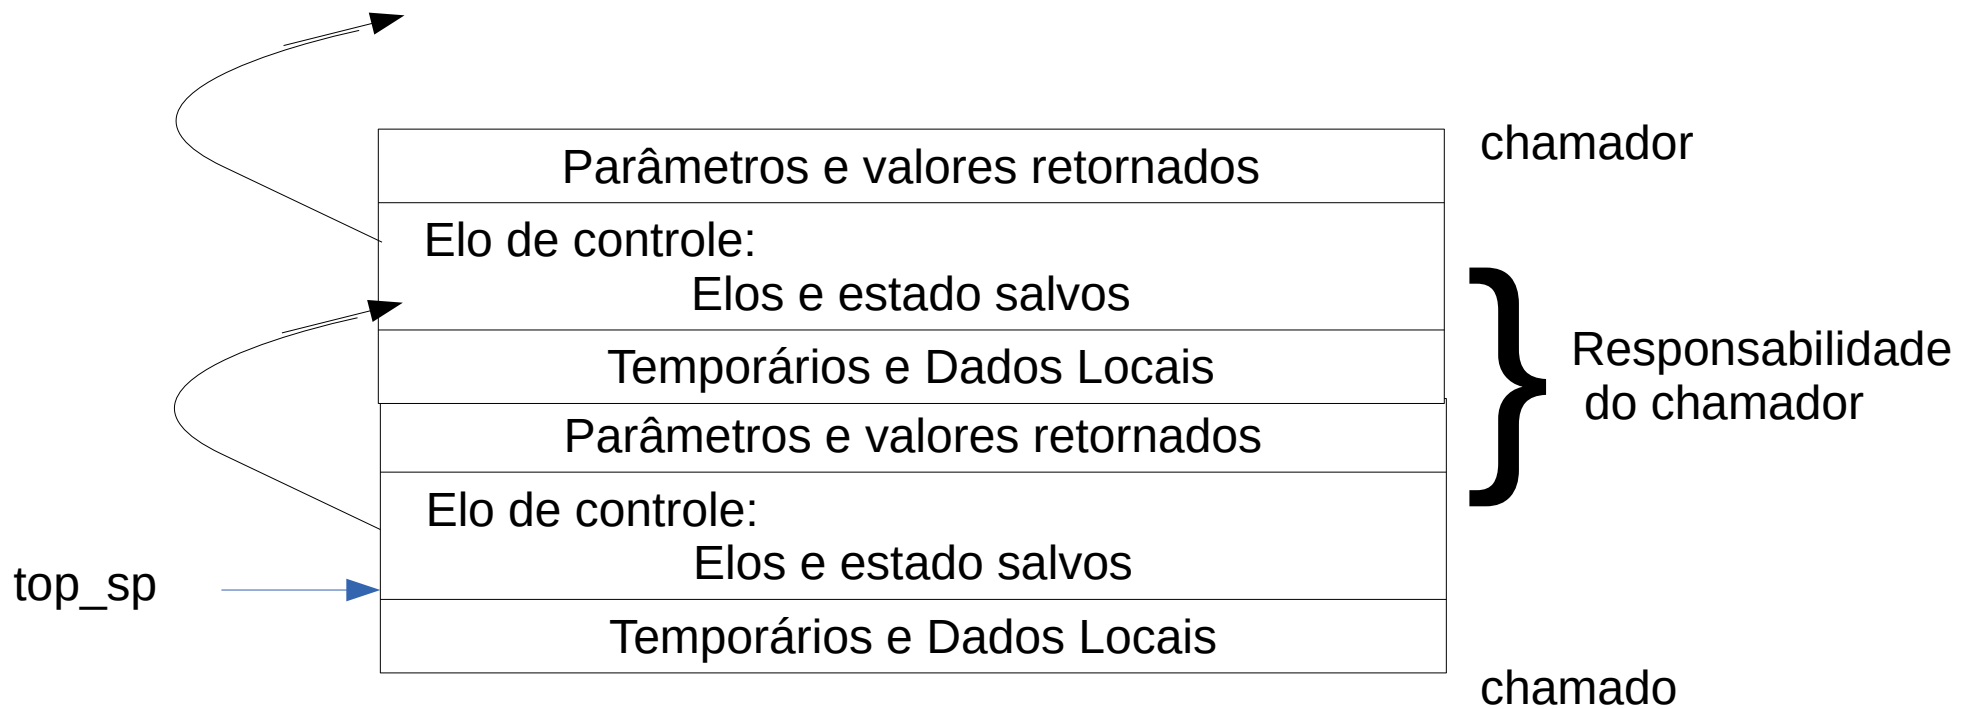 chamador
Parâmetros e valores retornados
Elo de controle:
Elos e estado salvos
Temporários e Dados Locais
Responsabilidade
do chamador
Parâmetros e valores retornados
Elo de controle:
Elos e estado salvos
top_sp
Temporários e Dados Locais
chamado